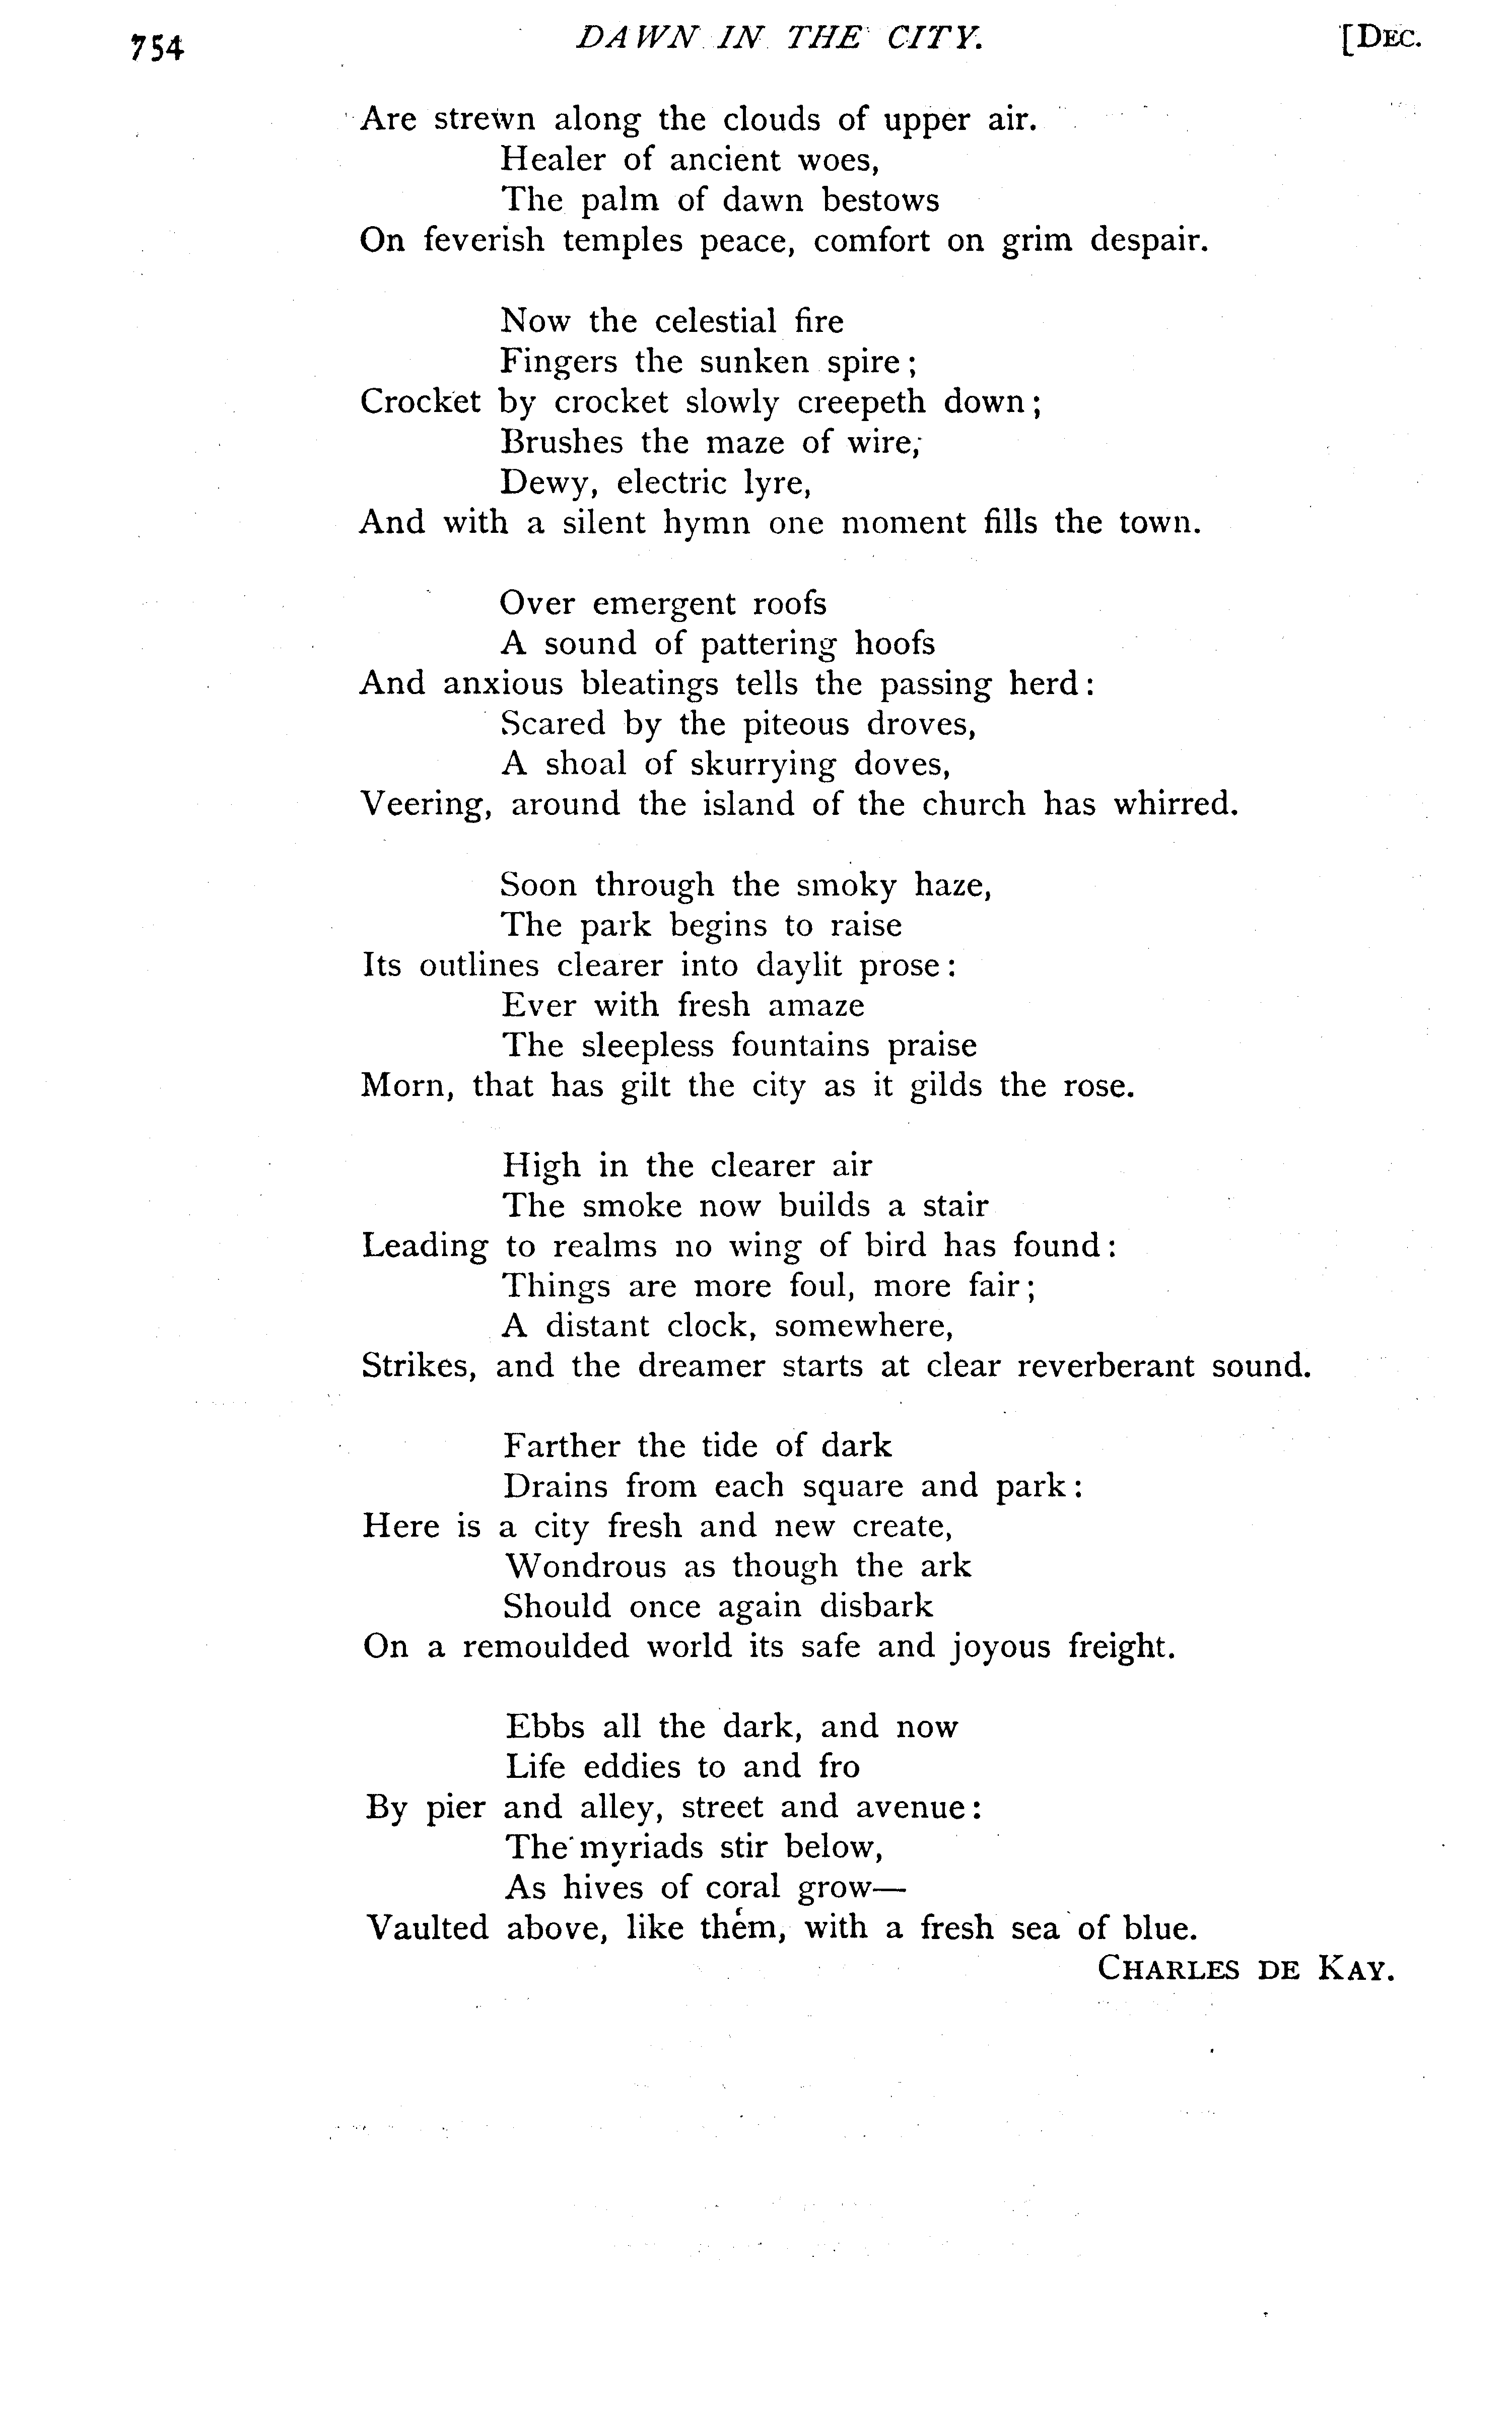 754 DAWN IN THE CITY. [DEC.
Are strewn along the clouds of upper air.
Healer of ancient woes,
The palm of dawn bestows
On feverish temples peace, comfort on grim despair.
Now the celestial fire
Fingers the sunken spire;
Crocket by crocket slowly creepeth down;
Brushes the maze of wire,
Dewy, electric lyre,
And with a silent hymn one moment fills the town.
Over emergent roofs
A sound of pattering hoofs
And anxious bleatings tells the passing herd:
Scared by the piteous droves,
A shoal of skurrying doves,
Veering, around the island of the church has whirred.
Soon through the smoky haze,
The park begins to raise
Its outlines clearer into daylit prose:
Ever with fresh amaze
The sleepless fountains praise
Morn, that has gilt the city as it gilds the rose.
High in the clearer air
The smoke now builds a stair
Leading to realms no wing of bird has found:
Things are more foul, more fair;
A distant clock, somewhere,
Strikes, and the dreamer starts at clear reverberant sound.
Farther the tide of dark
Drains from each square and park:
Here is a city fresh and new create,
Wondrous as though the ark
Should once again disbark
On a remoulded world its safe and joyous freight.
Ebbs all the dark, and now
Life eddies to and fro
By pier and alley, street and avenue:
The myriads stir below,
As hives of coral grow—
Vaulted above, like them, with a fresh sea of blue.
CHARLES DE KAY.